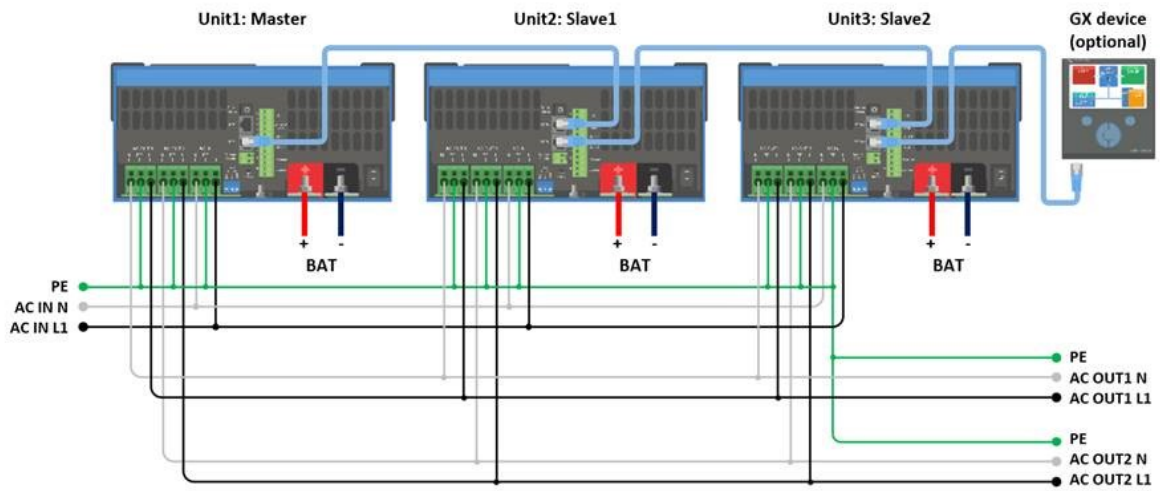 Unit1: Master
Unit2: Slave1
Unit3: Slave2
GX device
(optional)
+ -
BAT
+ -
BAT
+ -
BAT
PE
AC IN N
AC IN L1
PE
AC OUT1 N
AC OUT1 L1
PE
AC OUT2 N
AC OUT2 L1